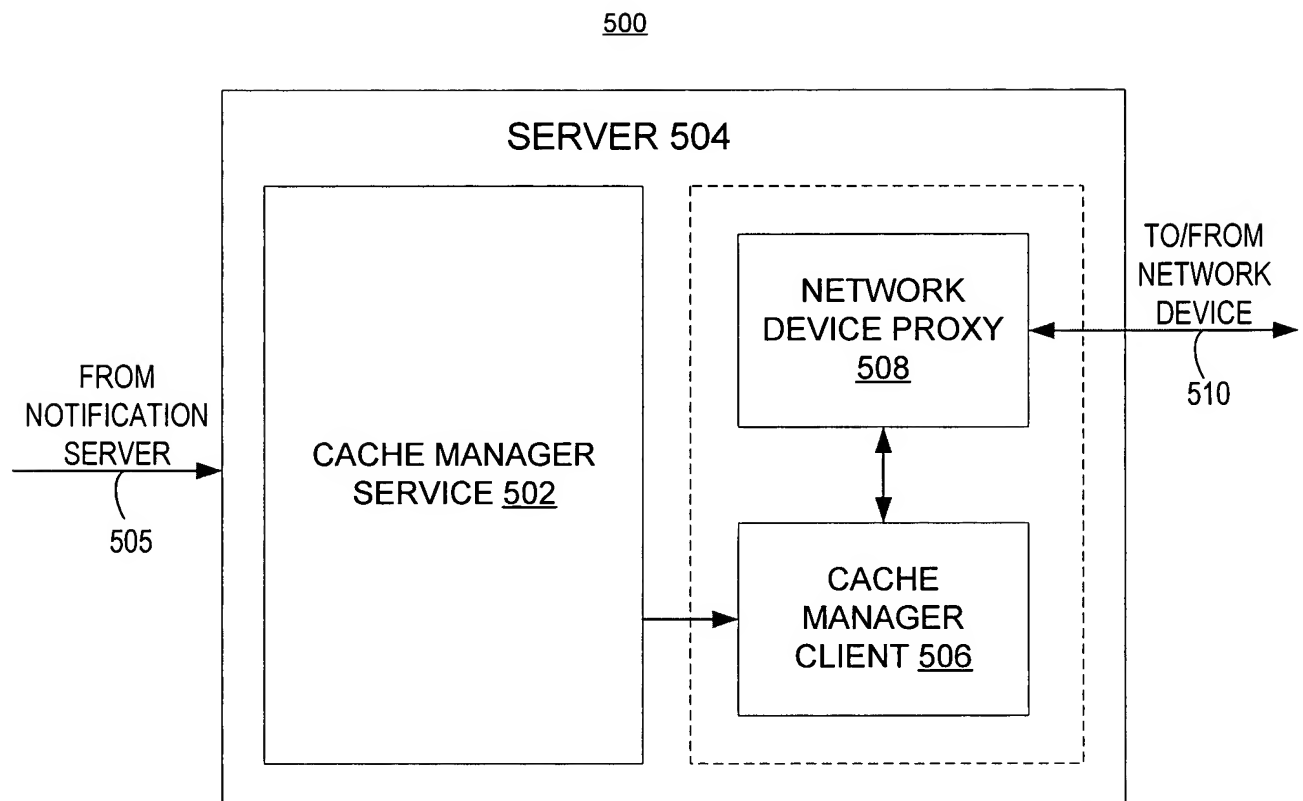 500
SERVER 504
TO/FROM
NETWORK
DEVICE
510
NETWORK
DEVICE PROXY
508
FROM
NOTIFICATION
SERVER
505
CACHE MANAGER
SERVICE 502
CACHE
MANAGER
CLIENT 506